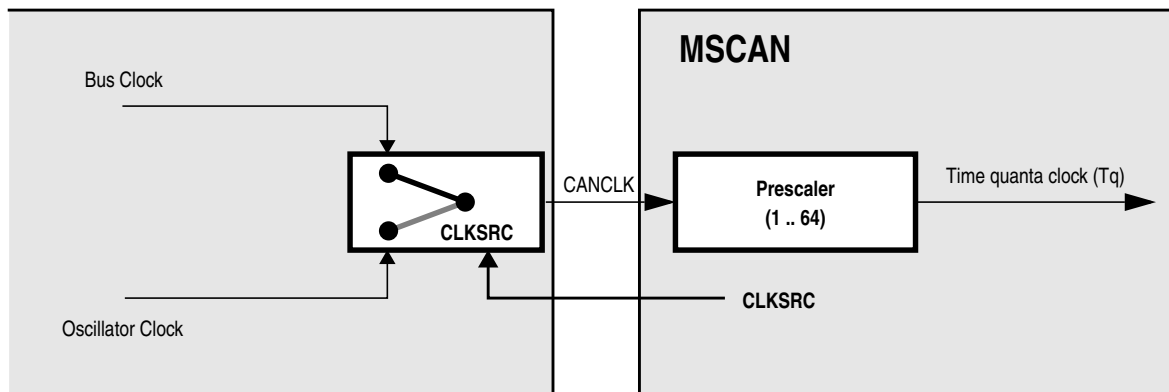 MSCAN
Bus Clock
CANCLK
Prescaler
(1 .. 64)
Time quanta clock (Tq)
CLKSRC
CLKSRC
Oscillator Clock